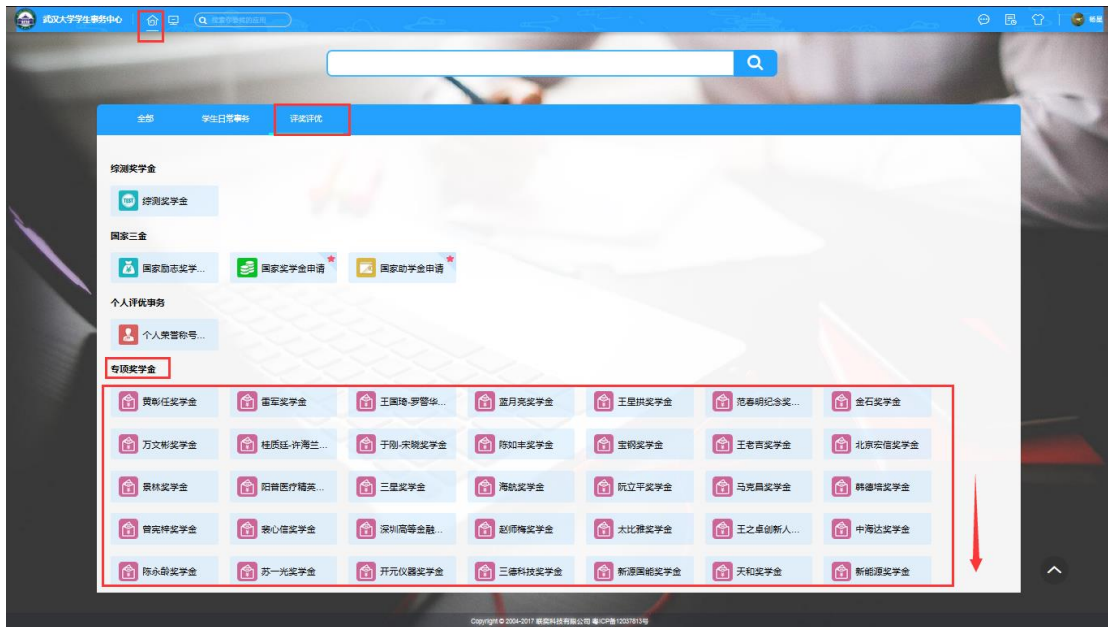 武汉大学学生事务中心
全部 学生日常事务 评奖评优
综测奖学金
综测奖学金
国家三金
国家励志奖学... 国家奖学金申请 国家助学金申请
个人评优事务
个人荣誉称号...
专项奖学金
黄彰任奖学金 雷军奖学金 王国琦-罗警华... 蓝月亮奖学金 王星拱奖学金 范春明纪念奖... 金石奖学金
万文彬奖学金 桂质廷-许海兰... 于刚-宋晓奖学金 陈如丰奖学金 宝钢奖学金 王老吉奖学金 北京宏信奖学金
景林奖学金 阳普医疗精英... 三星奖学金 海航奖学金 阮立平奖学金 马克昌奖学金 韩德培奖学金
曾宪梓奖学金 裴心信奖学金 深圳高等金融... 赵师梅奖学金 太比雅奖学金 王之卓创新人... 中海达奖学金
陈永龄奖学金 苏一光奖学金 开元仪器奖学金 三德科技奖学金 新源国能奖学金 天和奖学金 新能源奖学金